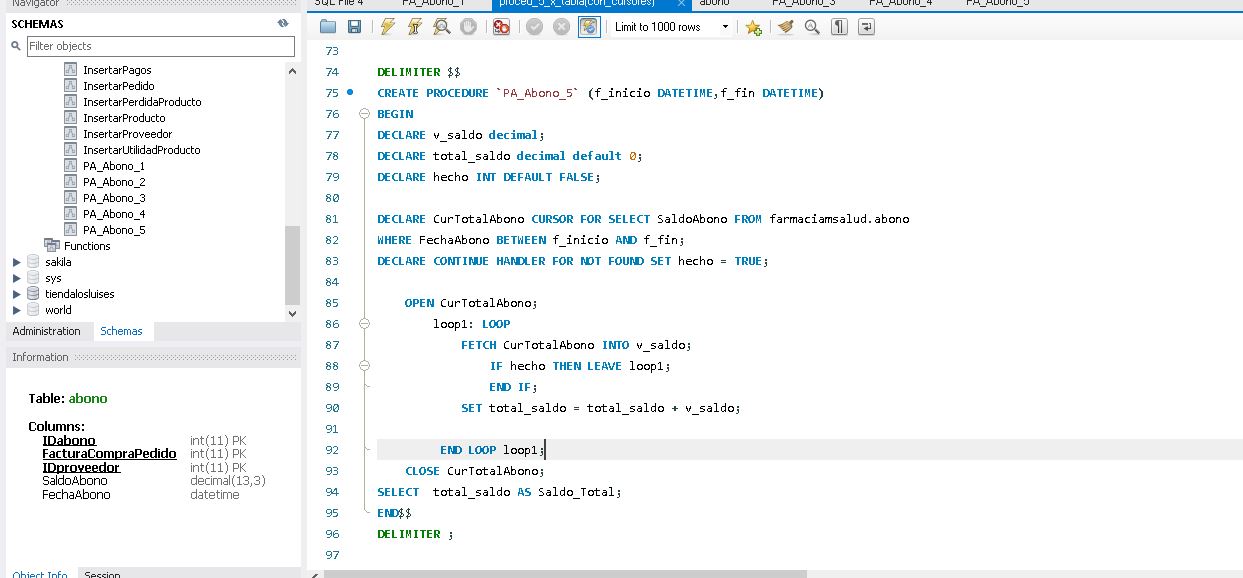 Navigator
SQL File 4 PA_Abono_1 proced_5_x_tabla(con_cursores) abono PA_Abono_3 PA_Abono_4 PA_Abono_5
SCHEMAS
Limit to 1000 rows
Filter objects
InsertarPagos
InsertarPedido
InsertarPerdidaProducto
InsertarProducto
InsertarProveedor
InsertarUtilidadProducto
PA_Abono_1
PA_Abono_2
PA_Abono_3
PA_Abono_4
PA_Abono_5
Functions
sakila
sys
tiendalosluises
world
Administration Schemas
Information
Table: abono
Columns:
IDabono int(11) PK
FacturaCompraPedido int(11) PK
IDproveedor int(11) PK
SaldoAbono decimal(13,3)
FechaAbono datetime
Object Info Session
73
74 DELIMITER $$
75 CREATE PROCEDURE `PA_Abono_5` (f_inicio DATETIME,f_fin DATETIME)
76 BEGIN
77 DECLARE v_saldo decimal;
78 DECLARE total_saldo decimal default 0;
79 DECLARE hecho INT DEFAULT FALSE;
80
81 DECLARE CurTotalAbono CURSOR FOR SELECT SaldoAbono FROM farmaciamsalud.abono
82 WHERE FechaAbono BETWEEN f_inicio AND f_fin;
83 DECLARE CONTINUE HANDLER FOR NOT FOUND SET hecho = TRUE;
84
85 OPEN CurTotalAbono;
86 loop1: LOOP
87 FETCH CurTotalAbono INTO v_saldo;
88 IF hecho THEN LEAVE loop1;
89 END IF;
90 SET total_saldo = total_saldo + v_saldo;
91
92 END LOOP loop1;
93 CLOSE CurTotalAbono;
94 SELECT total_saldo AS Saldo_Total;
95 END$$
96 DELIMITER ;
97